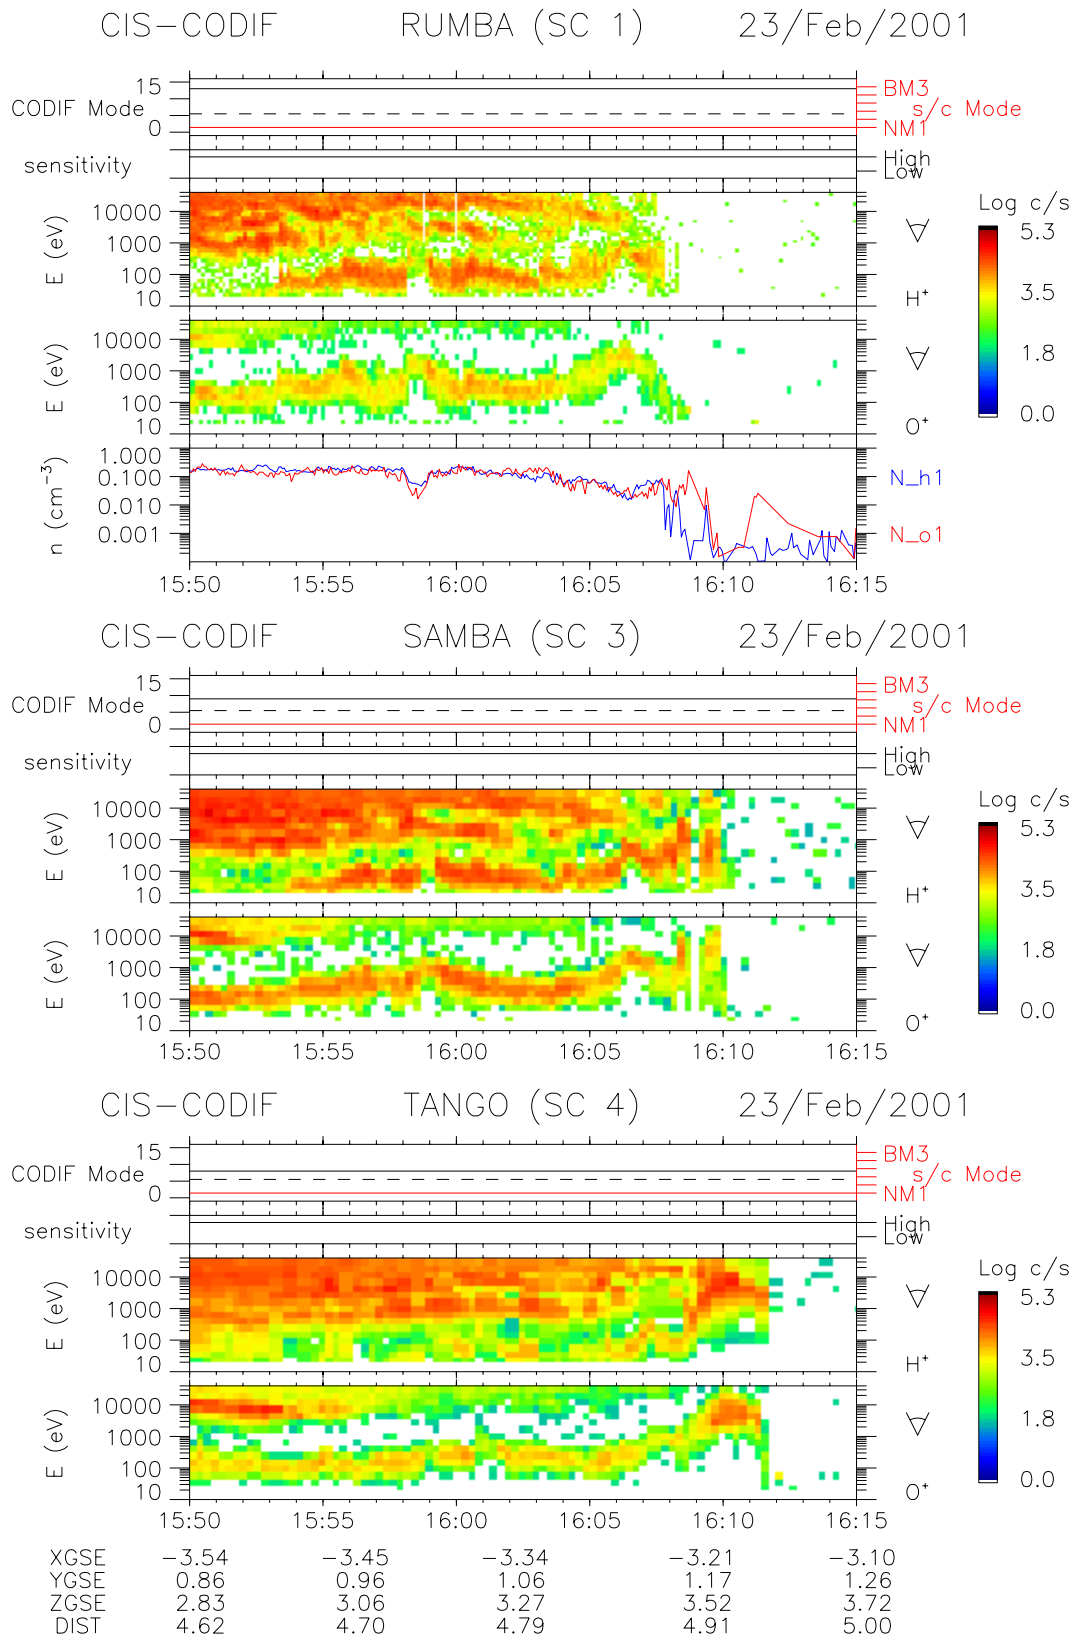 CIS-CODIF RUMBA (SC 1) 23/Feb/2001
15 BM3
CODIF Mode s/c Mode
0 NM1
sensitivity High
Low
Log c/s
5.3
3.5
1.8
0.0
E (eV) 10000 1000 100 10 H+
E (eV) 10000 1000 100 10 O+
n (cm-3) 1.000 0.100 0.010 0.001 N_h1
N_o1
15:50 15:55 16:00 16:05 16:10 16:15
CIS-CODIF SAMBA (SC 3) 23/Feb/2001
15 BM3
CODIF Mode s/c Mode
0 NM1
sensitivity High
Low
Log c/s
5.3
3.5
1.8
0.0
E (eV) 10000 1000 100 10 H+
E (eV) 10000 1000 100 10 O+
15:50 15:55 16:00 16:05 16:10 16:15
CIS-CODIF TANGO (SC 4) 23/Feb/2001
15 BM3
CODIF Mode s/c Mode
0 NM1
sensitivity High
Low
Log c/s
5.3
3.5
1.8
0.0
E (eV) 10000 1000 100 10 H+
E (eV) 10000 1000 100 10 O+
15:50 15:55 16:00 16:05 16:10 16:15
XGSE -3.54 -3.45 -3.34 -3.21 -3.10
YGSE 0.86 0.96 1.06 1.17 1.26
ZGSE 2.83 3.06 3.27 3.52 3.72
DIST 4.62 4.70 4.79 4.91 5.00